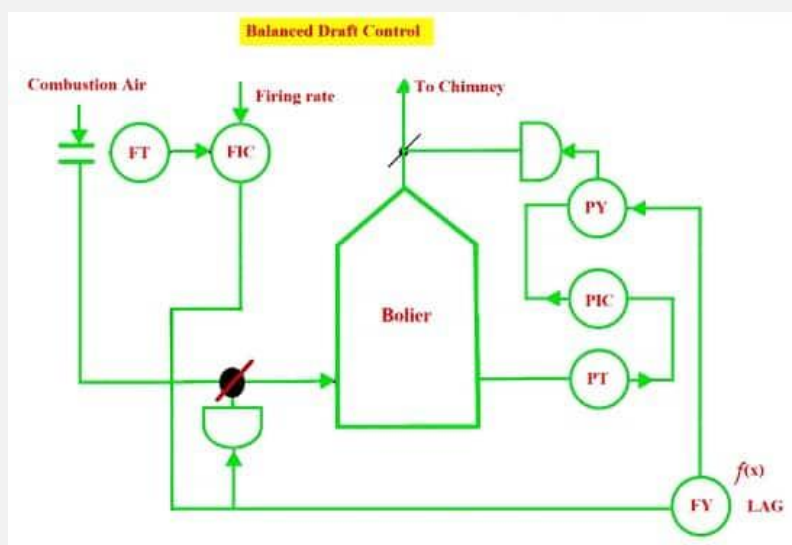 Balanced Draft Control
Combustion Air
Firing rate
To Chimney
FT
FIC
PY
PIC
Bolier
PT
f(x)
FY
LAG